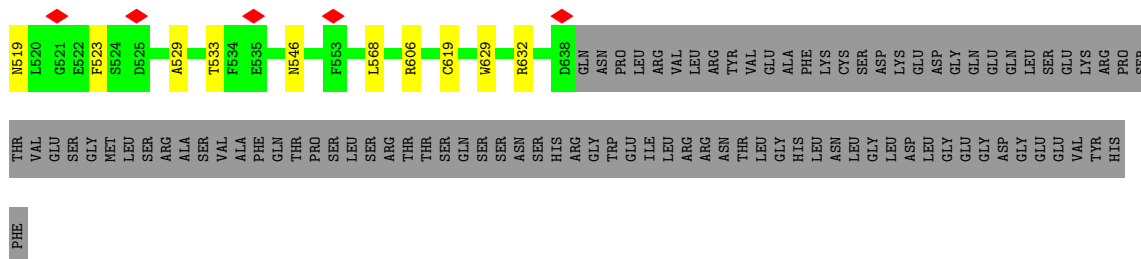 N519 L520 G521 E522 F523 S524 D525 A529 T533 F534 E535 N546 F553 L568 R606 C619 W629 R632 D638 GLN ASN PRO LEU ARG VAL LEU ARG TYR VAL GLU ALA PHE LYS CYS SER ASP LYS GLU ASP GLY GLN GLU GLN LEU SER GLU LYS ARG PRO SER
THR VAL GLU SER GLY MET LEU SER ARG ALA SER VAL ALA PHE GLN THR PRO SER LEU SER ARG THR THR SER GLN SER SER ASN SER HIS ARG GLY TRP GLU ILE LEU ARG ARG ASN THR LEU GLY HIS LEU ASN LEU GLY LEU ASP LEU GLY GLU GLY ASP GLY GLU GLU VAL TYR HIS
PHE